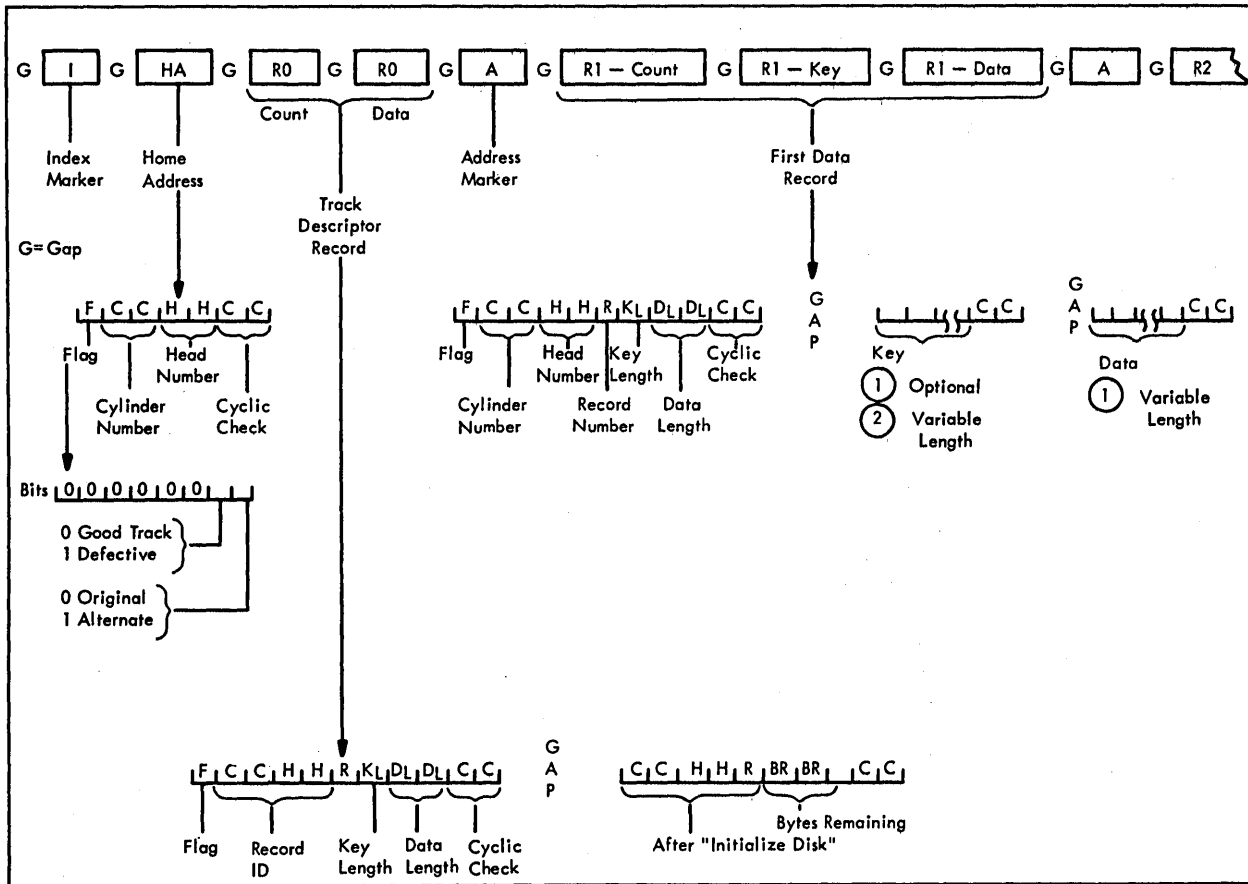 G I G HA G R0 G R0 G A G R1 — Count G R1 — Key G R1 — Data G A G R2
Count Data
Index
Marker
Home
Address
Track
Descriptor
Record
Address
Marker
First Data
Record
G= Gap
F C C H H C C
Flag
Cylinder
Number
Head
Number
Cyclic
Check
Bits 0 0 0 0 0 0
0 Good Track
1 Defective
0 Original
1 Alternate
F C C H H R KL DL DL C C
Flag
Cylinder
Number
Head
Number
Record
Number
Key
Length
Data
Length
Cyclic
Check
G
A
P
C C
Key
1 Optional
2 Variable
Length
G
A
P
C C
Data
1 Variable
Length
F C C H H R KL DL DL C C
Flag
Record
ID
Key
Length
Data
Length
Cyclic
Check
G
A
P
C C H H R BR BR C C
Bytes Remaining
After "Initialize Disk"